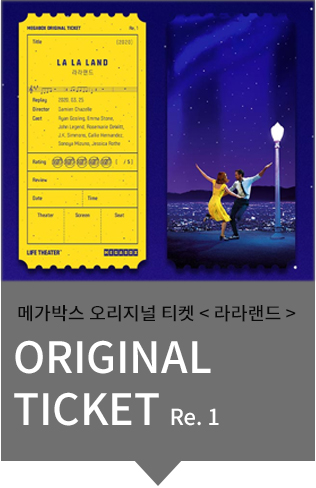 MEGABOX ORIGINAL TICKET Re. 1
Title [2020]
LA LA LAND
라라랜드
Replay 2020. 03. 25
Director Damien Chazelle
Cast Ryan Gosling, Emma Stone,
John Legend, Rosemarie DeWitt,
J.K. Simmons, Callie Hernandez,
Sonoya Mizuno, Jessica Rothe
Rating ( / 5 )
Review
Date Time
Theater Screen Seat
LIFE THEATER MEGABOX
메가박스 오리지널 티켓 < 라라랜드 >
ORIGINAL
TICKET Re. 1